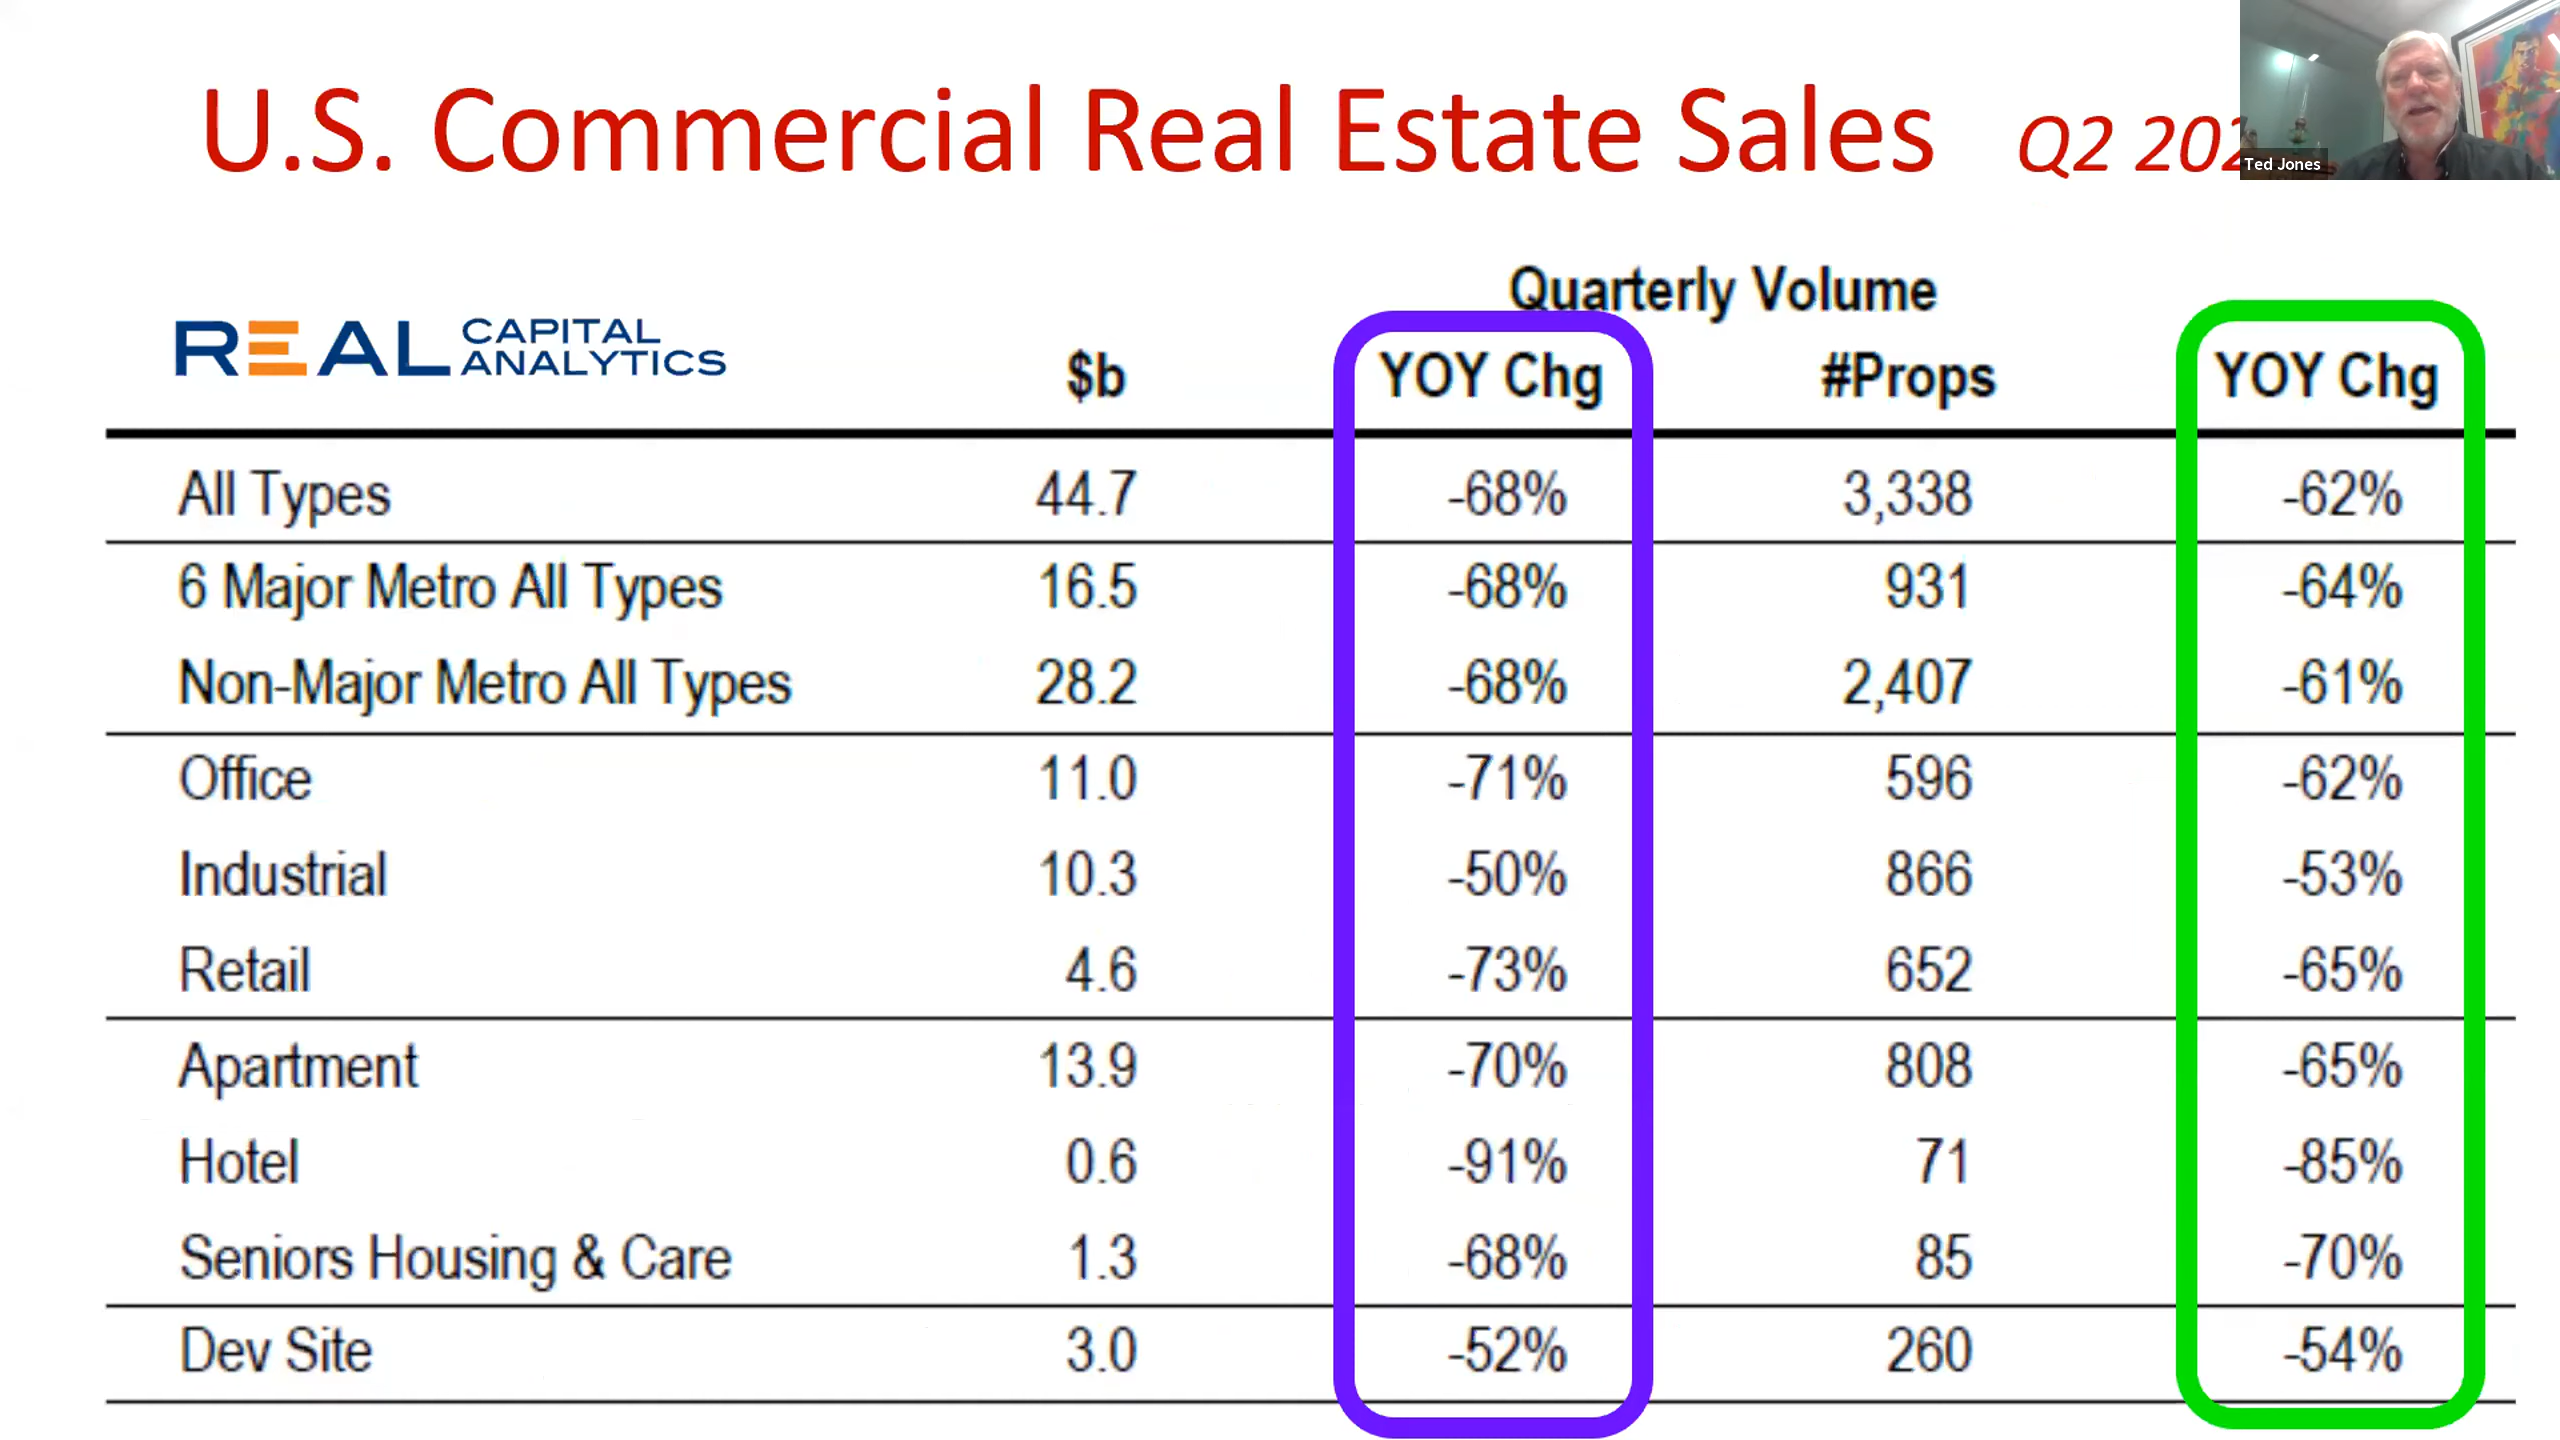 U.S. Commercial Real Estate Sales Q2 202
Ted Jones
Quarterly Volume
REAL CAPITAL ANALYTICS
$b YOY Chg #Props YOY Chg
All Types 44.7 -68% 3,338 -62%
6 Major Metro All Types 16.5 -68% 931 -64%
Non-Major Metro All Types 28.2 -68% 2,407 -61%
Office 11.0 -71% 596 -62%
Industrial 10.3 -50% 866 -53%
Retail 4.6 -73% 652 -65%
Apartment 13.9 -70% 808 -65%
Hotel 0.6 -91% 71 -85%
Seniors Housing & Care 1.3 -68% 85 -70%
Dev Site 3.0 -52% 260 -54%